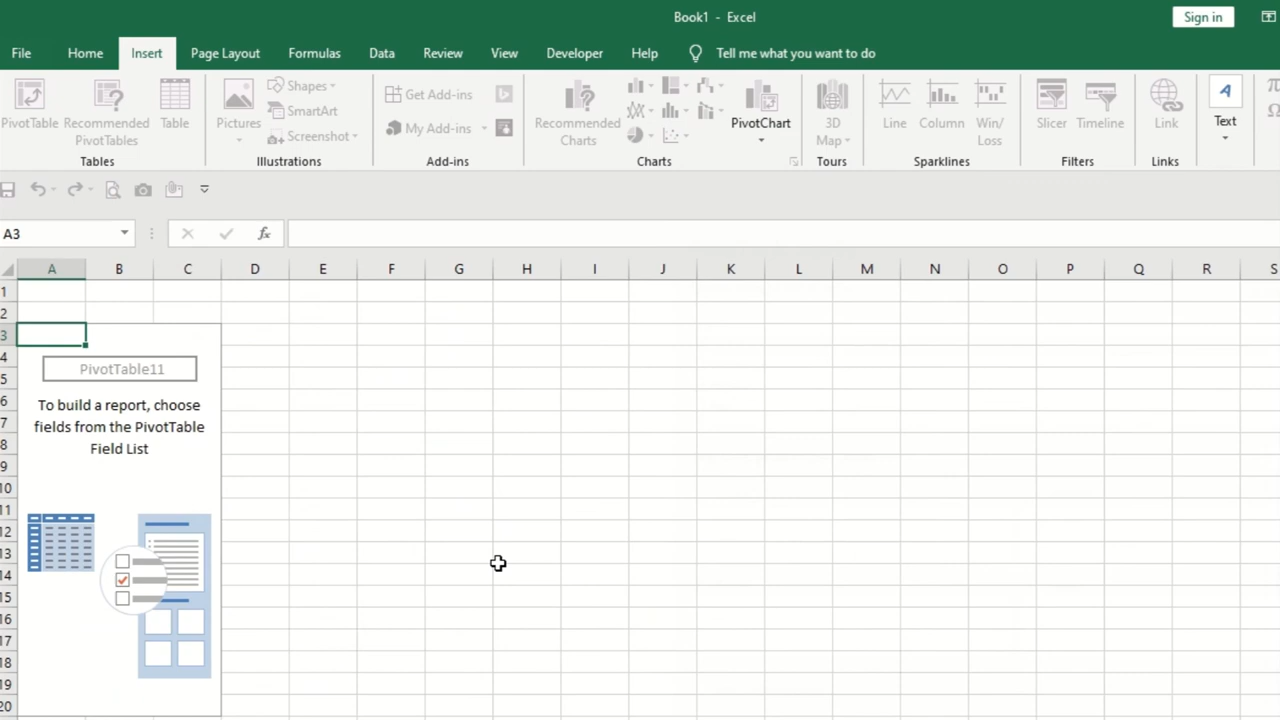 Book1 - Excel
Sign in
File Home Insert Page Layout Formulas Data Review View Developer Help Tell me what you want to do
PivotTable
Recommended
PivotTables
Table
Tables
Pictures
Shapes
SmartArt
Screenshot
Illustrations
Get Add-ins
My Add-ins
Add-ins
Recommended
Charts
PivotChart
Charts
3D
Map
Tours
Line
Column
Win/
Loss
Sparklines
Slicer
Timeline
Filters
Link
Links
Text
A3
fx
A B C D E F G H I J K L M N O P Q R S
1
2
3
4
5
6
7
8
9
10
11
12
13
14
15
16
17
18
19
20
PivotTable11
To build a report, choose
fields from the PivotTable
Field List